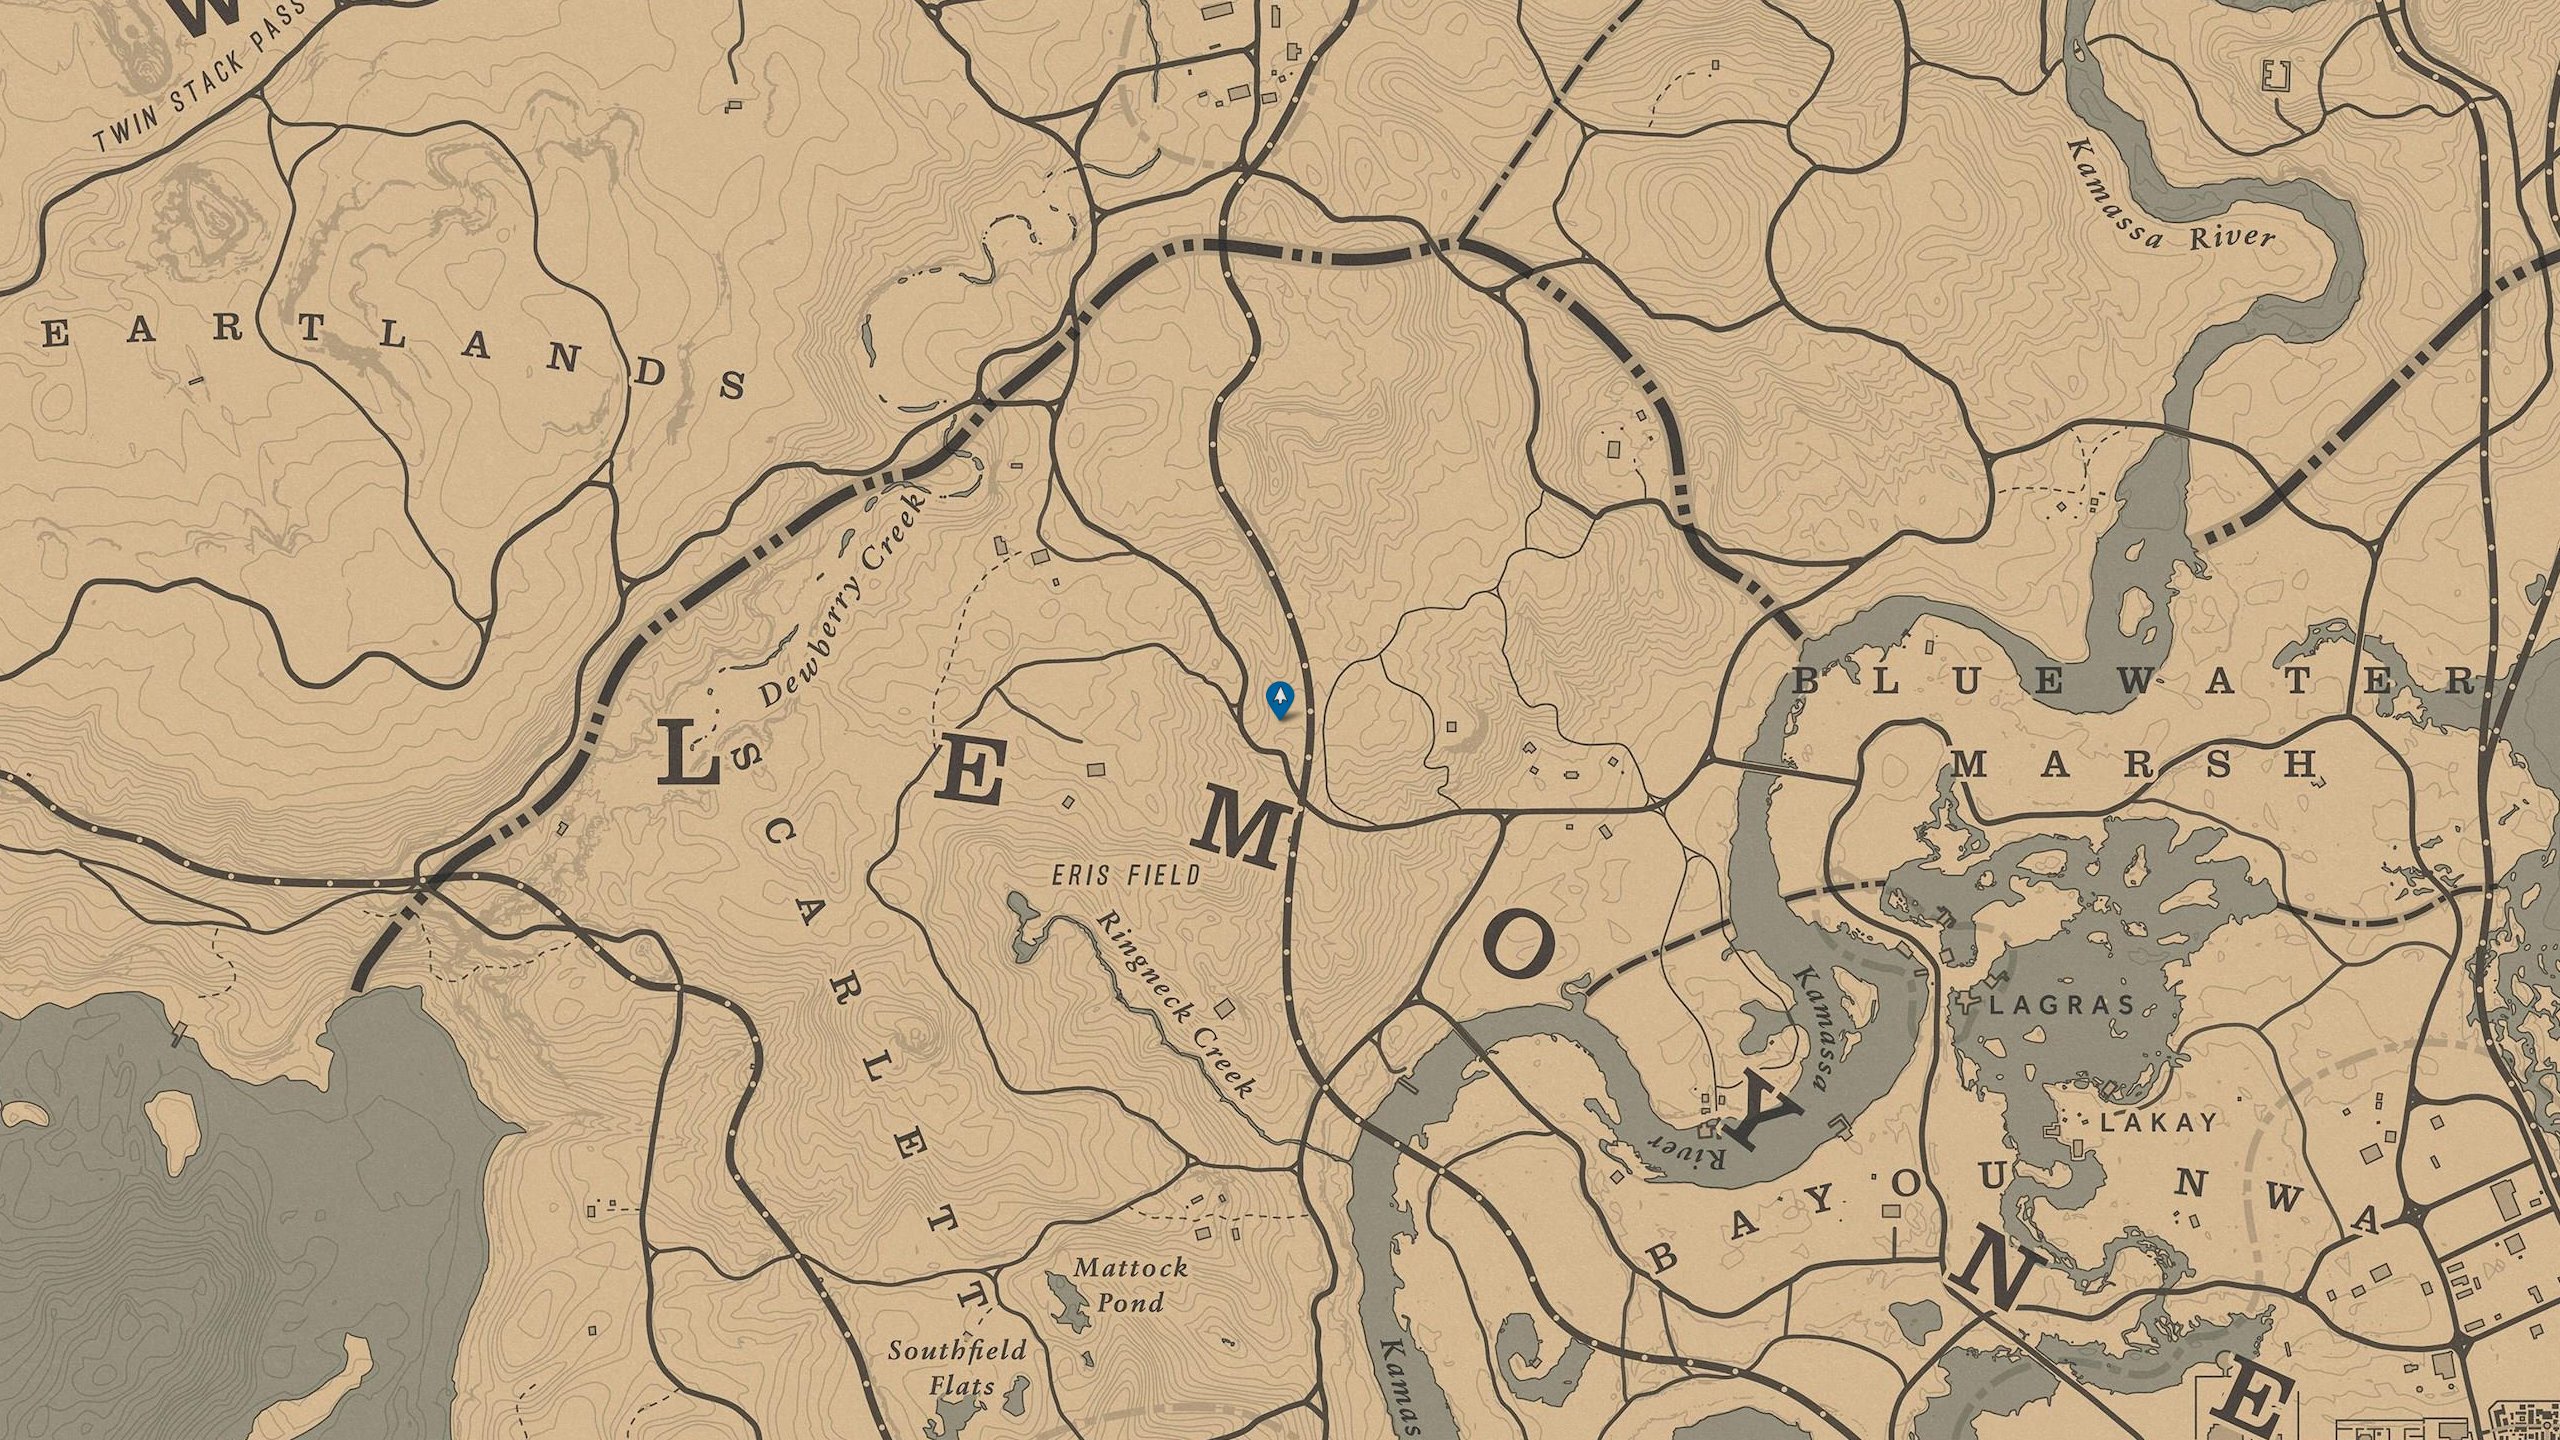 W
TWIN STACK PASS
Kamassa River
EARTLANDS
Dewberry Creek
BLUEWATER
MARSH
LEMOYNE
SCARLETT
ERIS FIELD
Ringneck Creek
Kamassa
River
LAGRAS
LAKAY
BAYOU NWA
Mattock
Pond
Southfield
Flats
Kamas